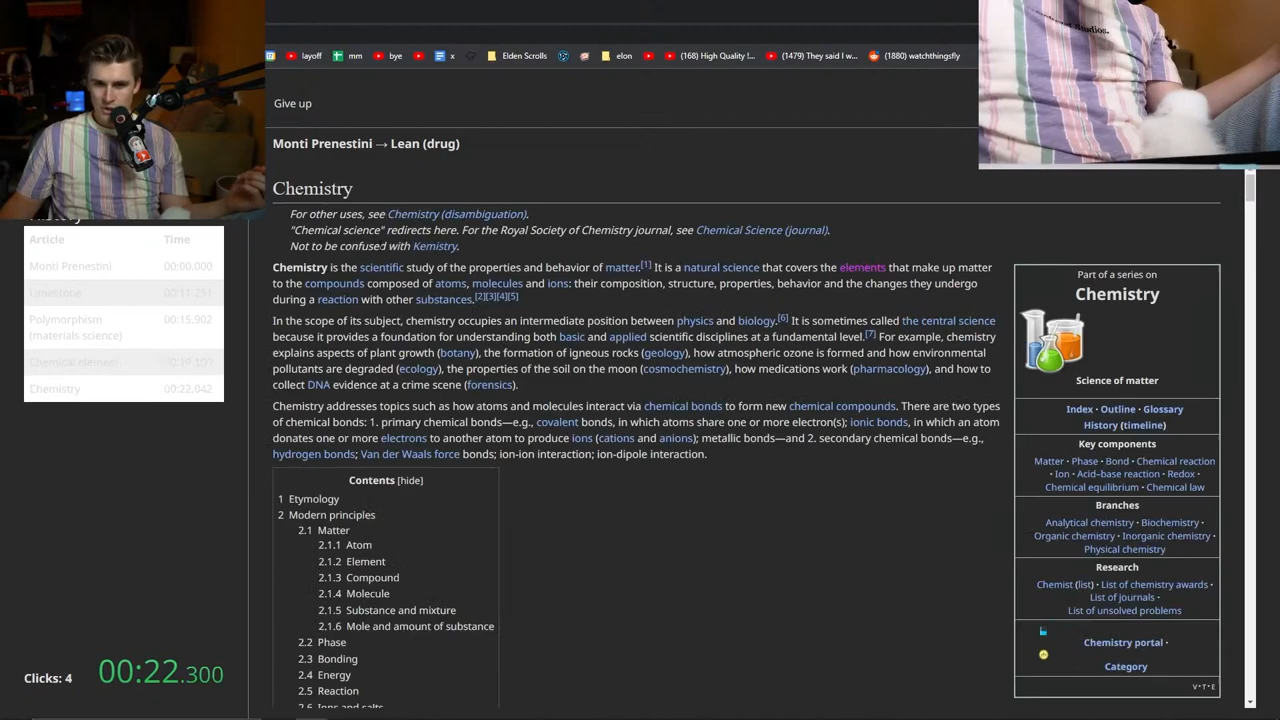 layoff
mm
bye
x
Elden Scrolls
elon
(168) High Quality !...
(1479) They said I w...
(1880) watchthingsfly
Studios.
Give up
Monti Prenestini → Lean (drug)
Chemistry
For other uses, see Chemistry (disambiguation).
"Chemical science" redirects here. For the Royal Society of Chemistry journal, see Chemical Science (journal).
Not to be confused with Kemistry.
Chemistry is the scientific study of the properties and behavior of matter.[1] It is a natural science that covers the elements that make up matter
to the compounds composed of atoms, molecules and ions: their composition, structure, properties, behavior and the changes they undergo
during a reaction with other substances.[2][3][4][5]
In the scope of its subject, chemistry occupies an intermediate position between physics and biology.[6] It is sometimes called the central science
because it provides a foundation for understanding both basic and applied scientific disciplines at a fundamental level.[7] For example, chemistry
explains aspects of plant growth (botany), the formation of igneous rocks (geology), how atmospheric ozone is formed and how environmental
pollutants are degraded (ecology), the properties of the soil on the moon (cosmochemistry), how medications work (pharmacology), and how to
collect DNA evidence at a crime scene (forensics).
Chemistry addresses topics such as how atoms and molecules interact via chemical bonds to form new chemical compounds. There are two types
of chemical bonds: 1. primary chemical bonds—e.g., covalent bonds, in which atoms share one or more electron(s); ionic bonds, in which an atom
donates one or more electrons to another atom to produce ions (cations and anions); metallic bonds—and 2. secondary chemical bonds—e.g.,
hydrogen bonds; Van der Waals force bonds; ion-ion interaction; ion-dipole interaction.
Contents [hide]
1 Etymology
2 Modern principles
2.1 Matter
2.1.1 Atom
2.1.2 Element
2.1.3 Compound
2.1.4 Molecule
2.1.5 Substance and mixture
2.1.6 Mole and amount of substance
2.2 Phase
2.3 Bonding
2.4 Energy
2.5 Reaction
2.6 Ions and salts
Part of a series on
Chemistry
Science of matter
Index · Outline · Glossary
History (timeline)
Key components
Matter · Phase · Bond · Chemical reaction
· Ion · Acid–base reaction · Redox ·
Chemical equilibrium · Chemical law
Branches
Analytical chemistry · Biochemistry ·
Organic chemistry · Inorganic chemistry ·
Physical chemistry
Research
Chemist (list) · List of chemistry awards ·
List of journals ·
List of unsolved problems
Chemistry portal ·
Category
V·T·E
Article Time
Monti Prenestini 00:00.000
Limestone 00:11.251
Polymorphism 00:15.902
(materials science)
Chemical element 00:19.109
Chemistry 00:22.042
Clicks: 4
00:22.300